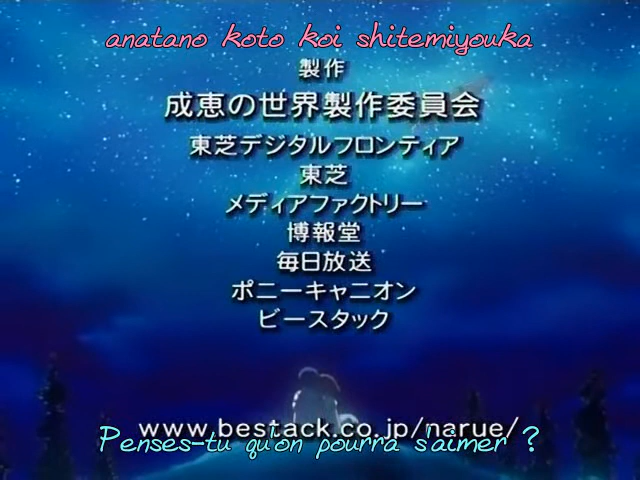 anatano koto koi shitemiyouka
製作
成恵の世界製作委員会
東芝デジタルフロンティア
東芝
メディアファクトリー
博報堂
毎日放送
ポニーキャニオン
ビースタック
www.bestack.co.jp/narue/
Penses-tu qu'on pourra s'aimer ?